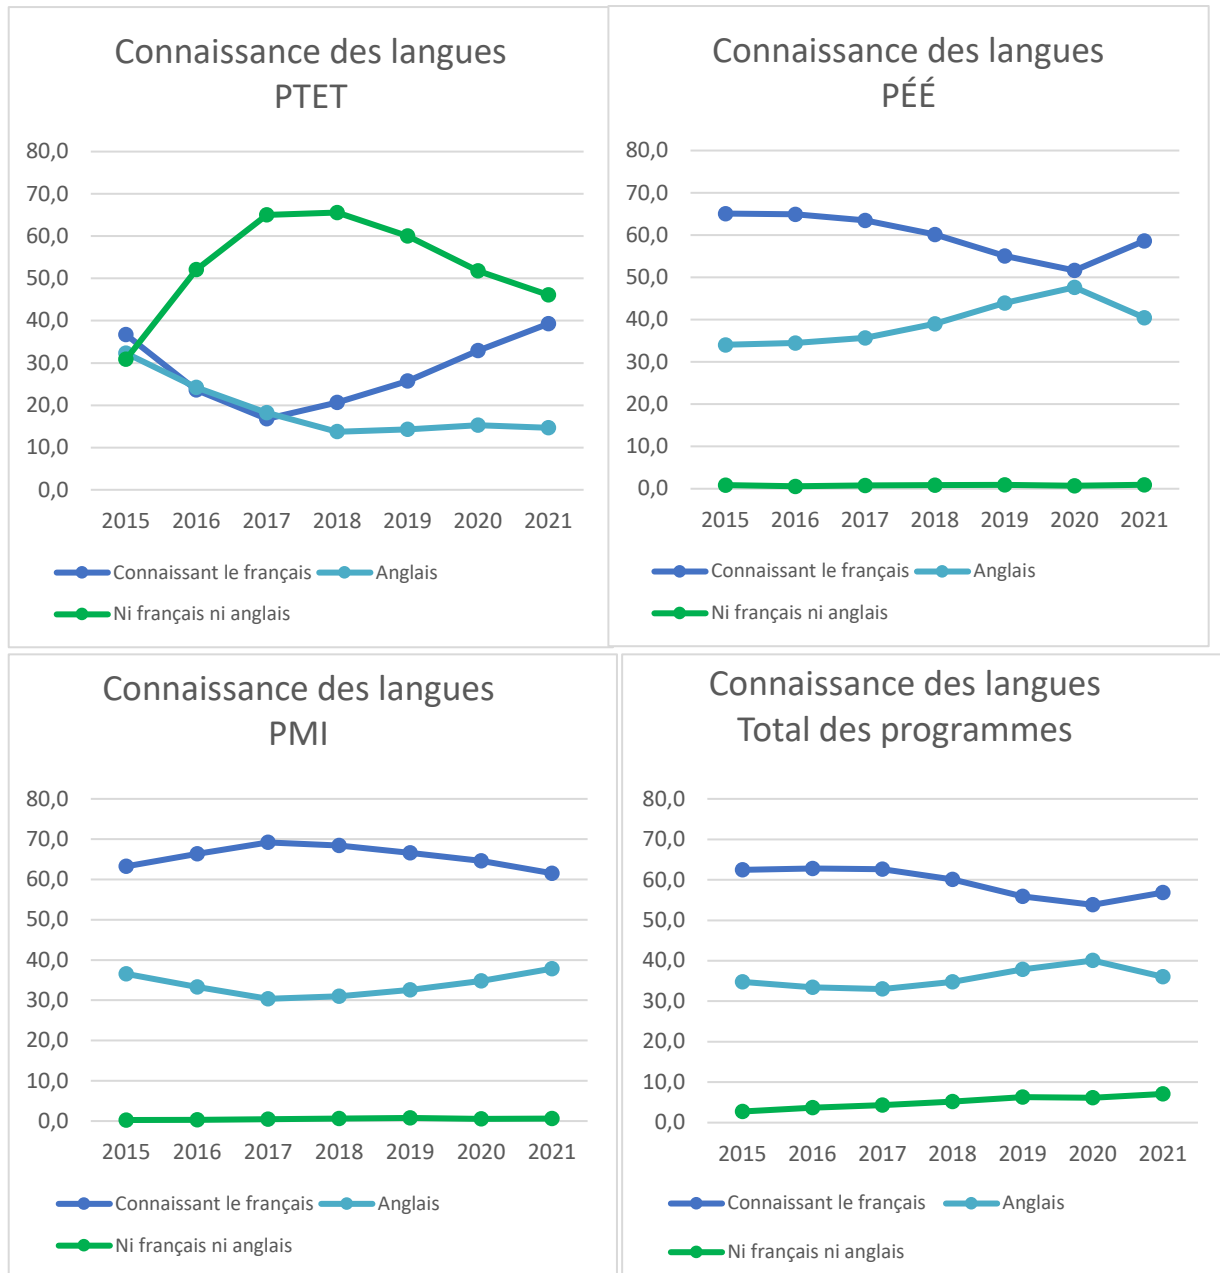 Connaissance des langues
PTET
80,0
70,0
60,0
50,0
40,0
30,0
20,0
10,0
0,0
2015 2016 2017 2018 2019 2020 2021
Connaissant le français Anglais
Ni français ni anglais
Connaissance des langues
PÉÉ
80,0
70,0
60,0
50,0
40,0
30,0
20,0
10,0
0,0
2015 2016 2017 2018 2019 2020 2021
Connaissant le français Anglais
Ni français ni anglais
Connaissance des langues
PMI
80,0
70,0
60,0
50,0
40,0
30,0
20,0
10,0
0,0
2015 2016 2017 2018 2019 2020 2021
Connaissant le français Anglais
Ni français ni anglais
Connaissance des langues
Total des programmes
80,0
70,0
60,0
50,0
40,0
30,0
20,0
10,0
0,0
2015 2016 2017 2018 2019 2020 2021
Connaissant le français Anglais
Ni français ni anglais